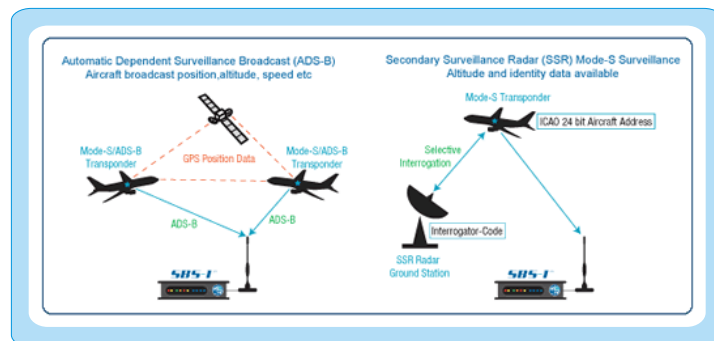 Automatic Dependent Surveillance Broadcast (ADS-B)
Aircraft broadcast position,altitude, speed etc
Mode-S/ADS-B
Transponder
GPS Position Data
Mode-S/ADS-B
Transponder
ADS-B
ADS-B
SBS-1
Secondary Surveillance Radar (SSR) Mode-S Surveillance
Altitude and identity data available
Mode-S Transponder
ICAO 24 bit Aircraft Address
Selective
Interrogation
Interrogator-Code
SSR Radar
Ground Station
SBS-1